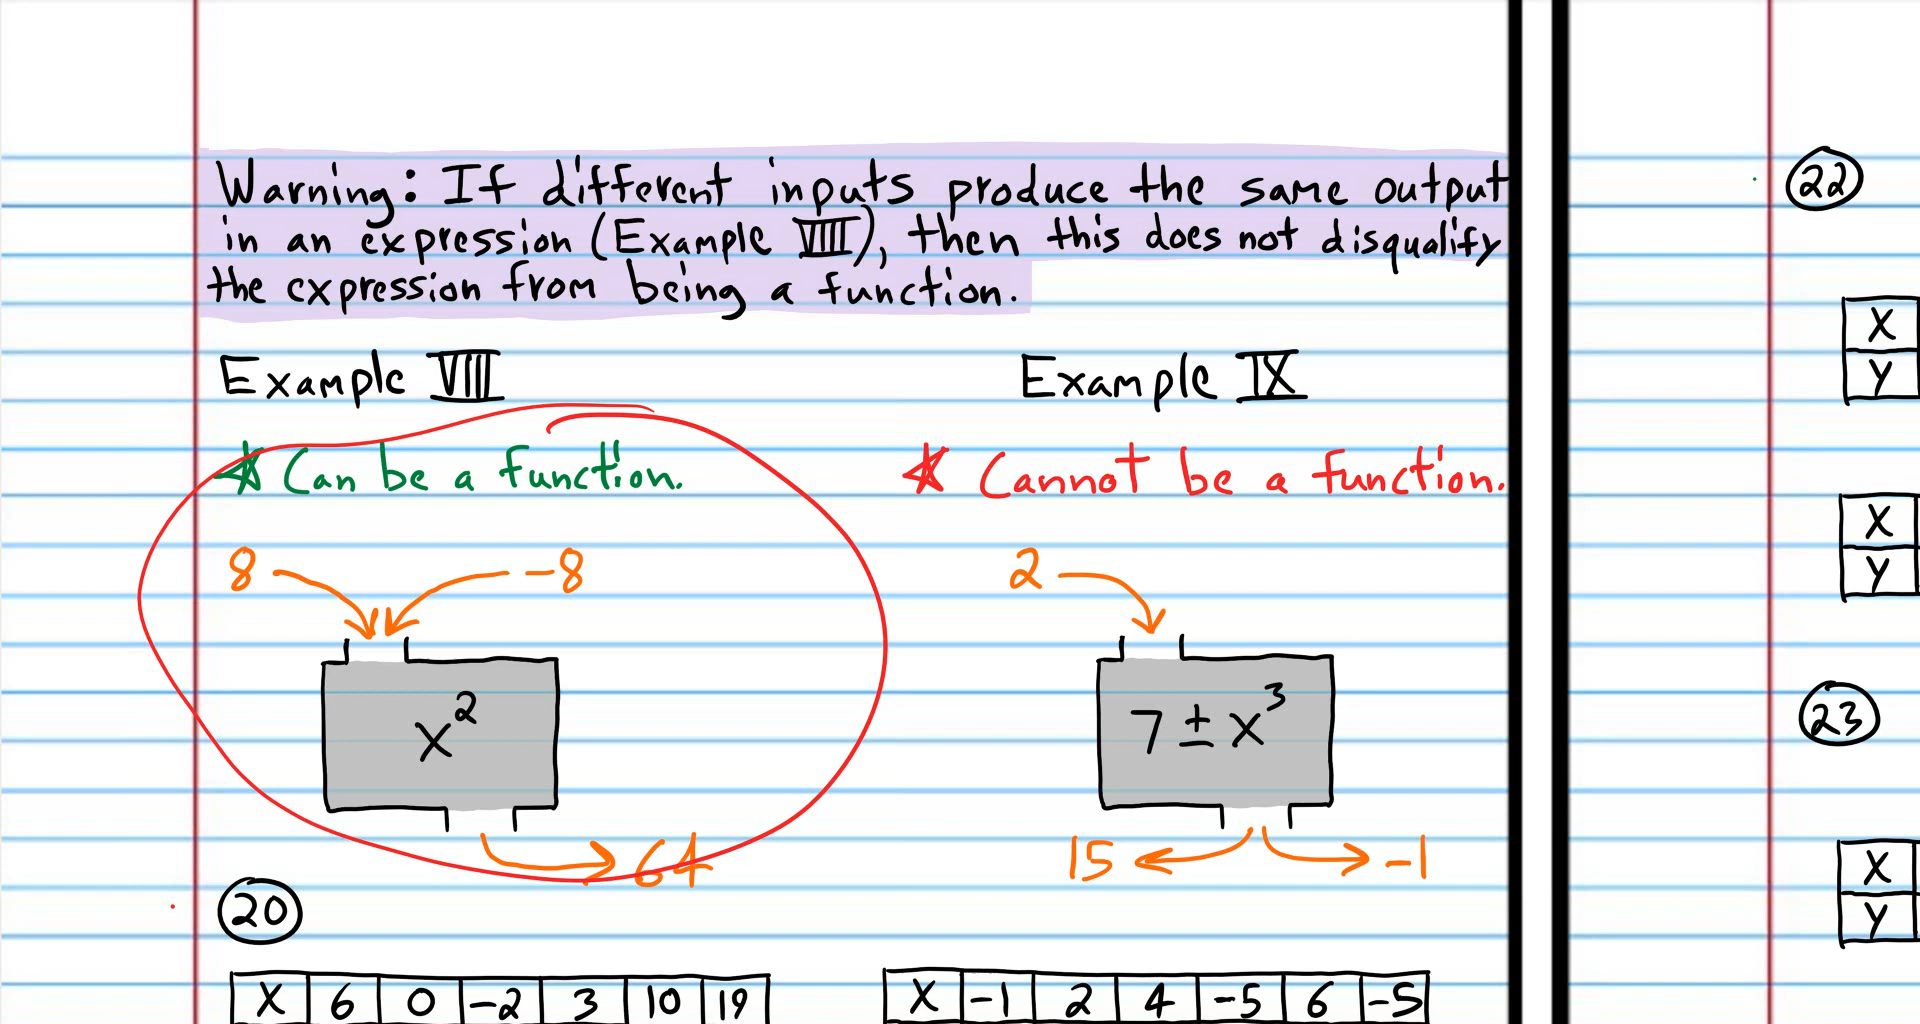 Warning: If different inputs produce the same output
in an expression (Example VIII), then this does not disqualify
the expression from being a function.
Example VIII
Example IX
* Can be a function.
* Cannot be a function.
8
-8
2
x²
7 ± x³
64
15
-1
20
X 6 0 -2 3 10 19
X -1 2 4 -5 6 -5
22
X
Y
X
Y
23
X
Y